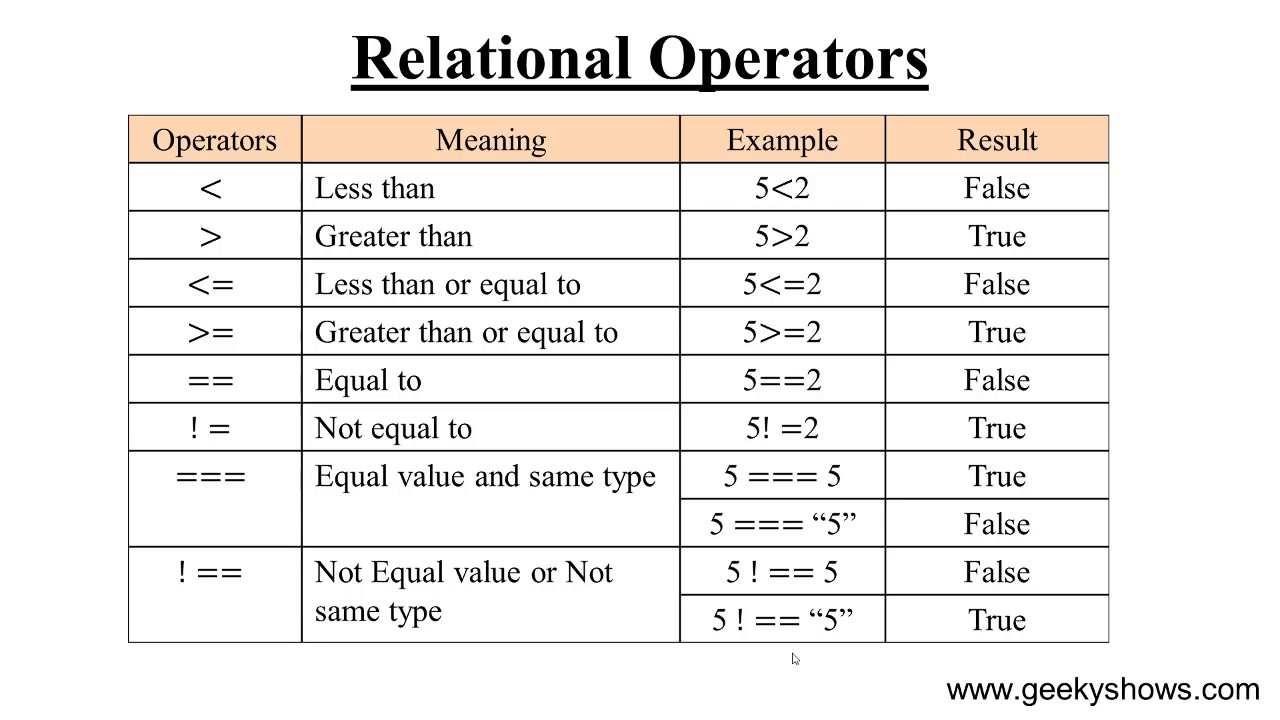 Relational Operators
Operators Meaning Example Result
< Less than 5<2 False
> Greater than 5>2 True
<= Less than or equal to 5<=2 False
>= Greater than or equal to 5>=2 True
== Equal to 5==2 False
! = Not equal to 5! =2 True
=== Equal value and same type 5 === 5 True
5 === “5” False
! == Not Equal value or Not 5 ! == 5 False
same type 5 ! == “5” True
www.geekyshows.com